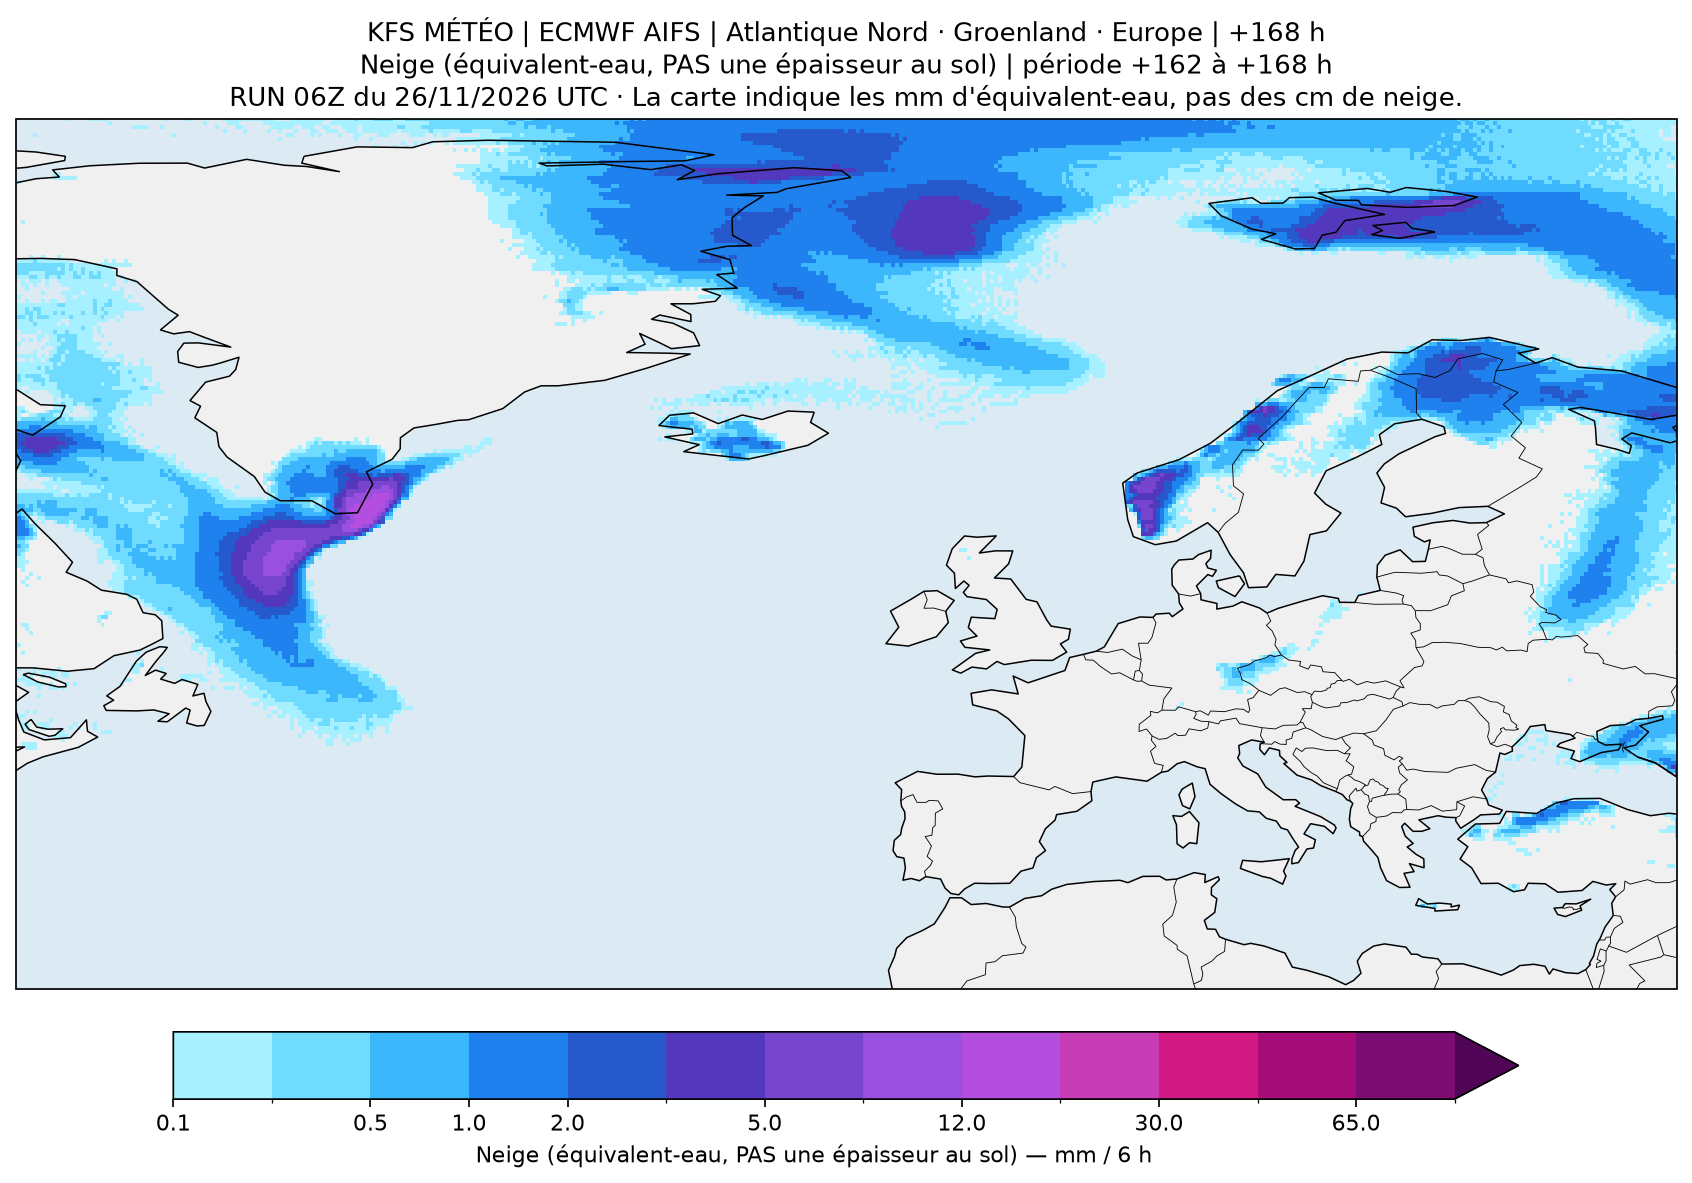 KFS MÉTÉO | ECMWF AIFS | Atlantique Nord · Groenland · Europe | +168 h
Neige (équivalent-eau, PAS une épaisseur au sol) | période +162 à +168 h
RUN 06Z du 26/11/2026 UTC · La carte indique les mm d'équivalent-eau, pas des cm de neige.
0.1 0.5 1.0 2.0 5.0 12.0 30.0 65.0
Neige (équivalent-eau, PAS une épaisseur au sol) — mm / 6 h